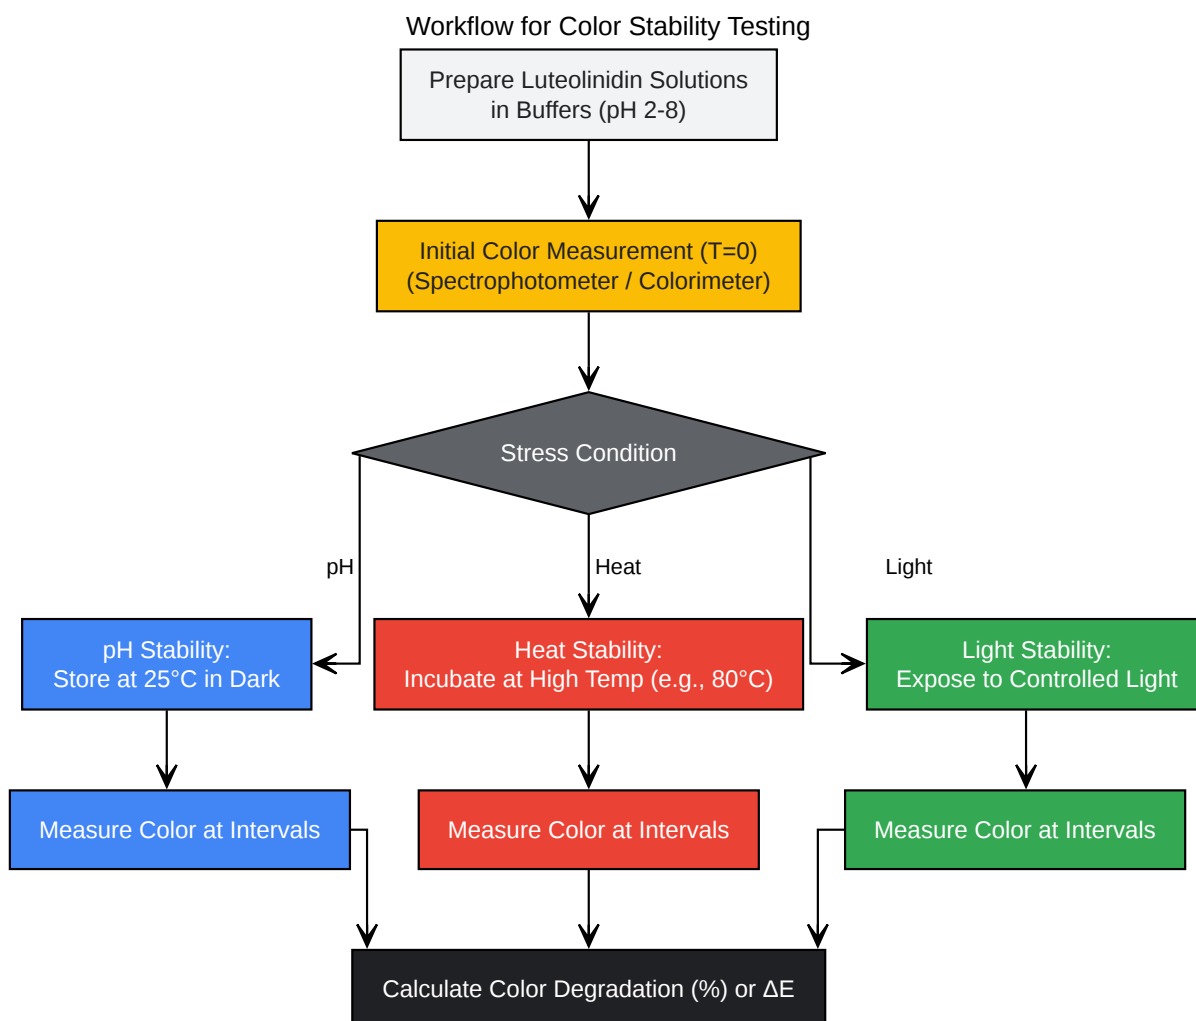 Workflow for Color Stability Testing
Prepare Luteolinidin Solutions
in Buffers (pH 2-8)
Initial Color Measurement (T=0)
(Spectrophotometer / Colorimeter)
Stress Condition
pH
Heat
Light
pH Stability:
Store at 25°C in Dark
Heat Stability:
Incubate at High Temp (e.g., 80°C)
Light Stability:
Expose to Controlled Light
Measure Color at Intervals
Measure Color at Intervals
Measure Color at Intervals
Calculate Color Degradation (%) or ΔE